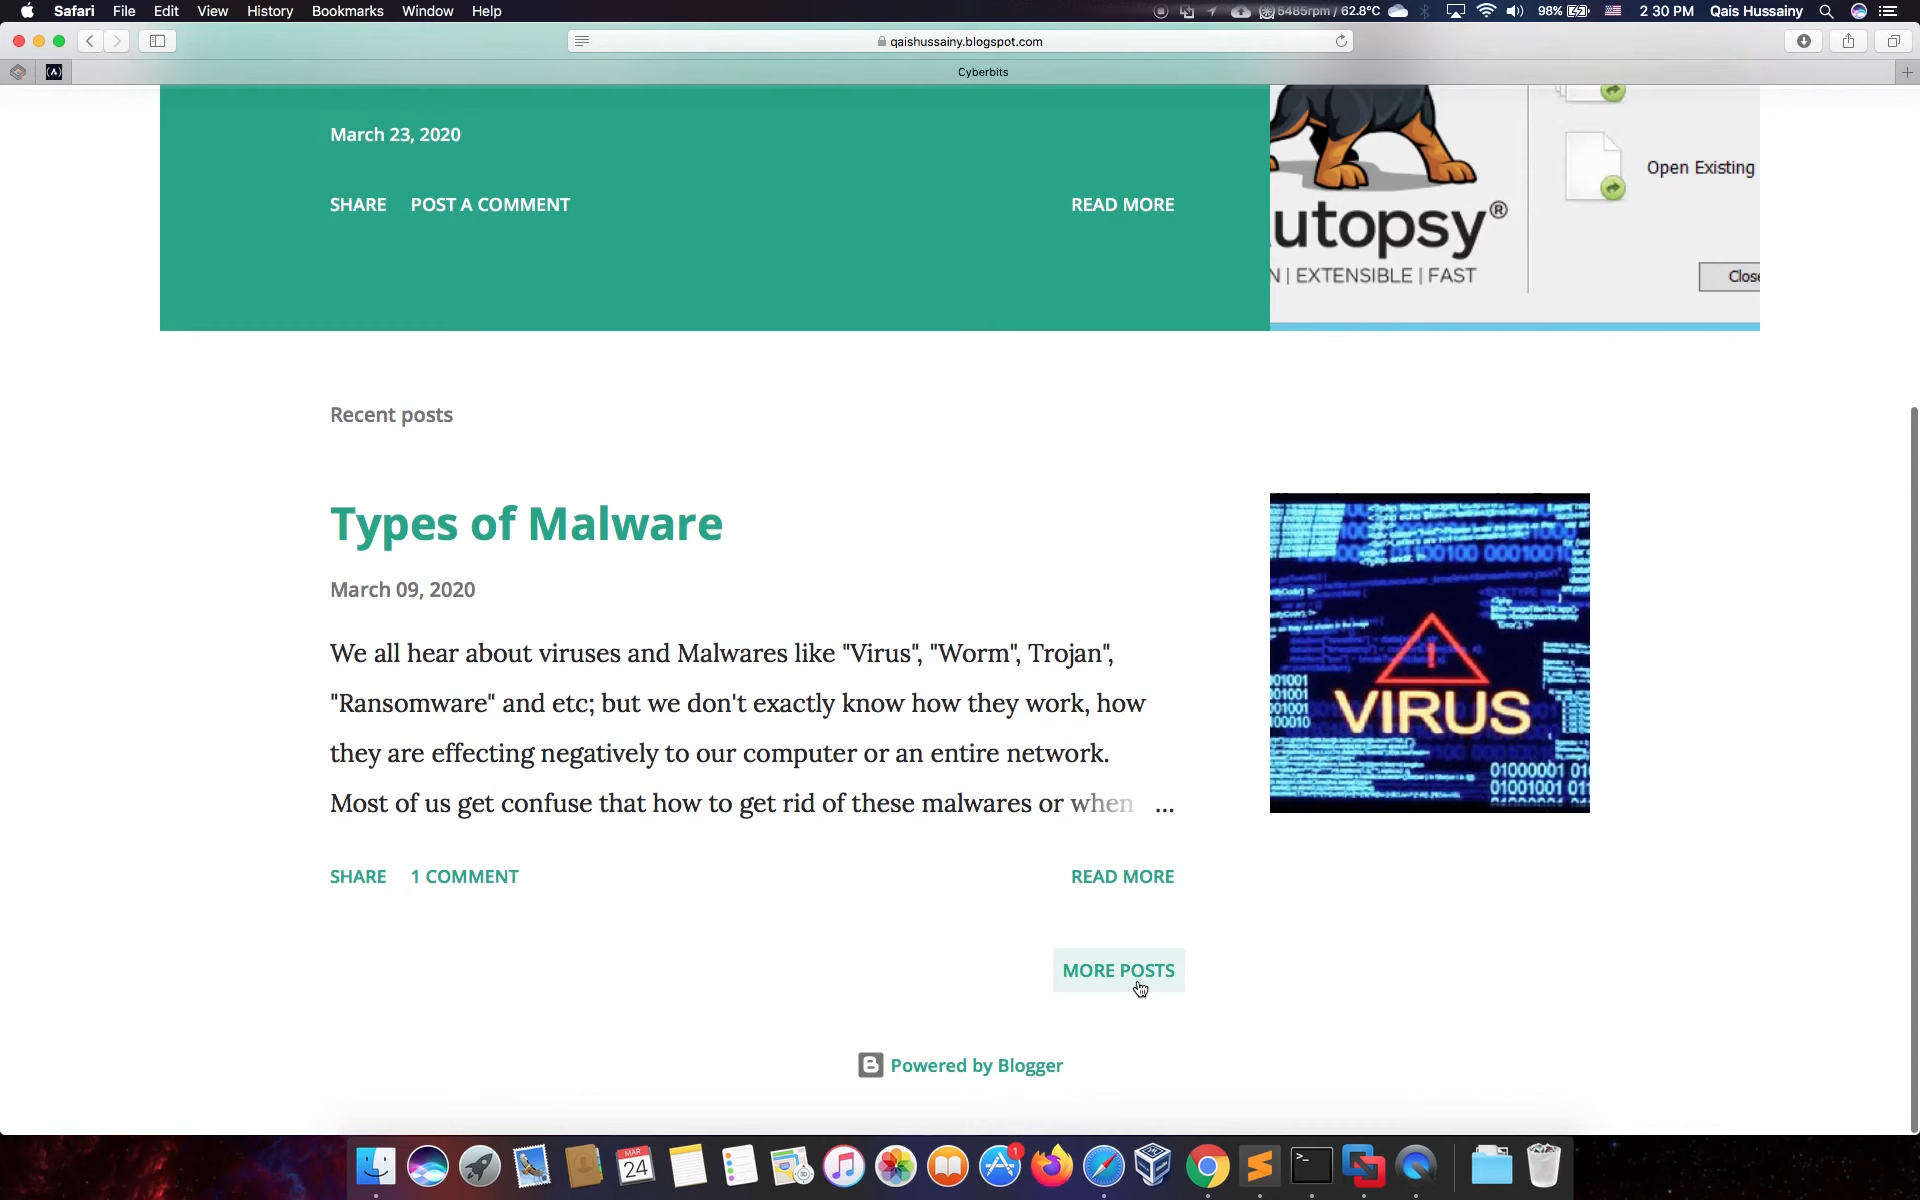 Safari File Edit View History Bookmarks Window Help
5485rpm / 62.8°C 98% 2 30 PM Qais Hussainy
qaishussainy.blogspot.com
Cyberbits
March 23, 2020
SHARE POST A COMMENT READ MORE
Open Existing
utopsy®
N | EXTENSIBLE | FAST
Close
Recent posts
Types of Malware
March 09, 2020
We all hear about viruses and Malwares like "Virus", "Worm", Trojan",
"Ransomware" and etc; but we don't exactly know how they work, how
they are effecting negatively to our computer or an entire network.
Most of us get confuse that how to get rid of these malwares or when ...
VIRUS
01000001 01
01001001 011
SHARE 1 COMMENT READ MORE
MORE POSTS
Powered by Blogger
MAR
24
1